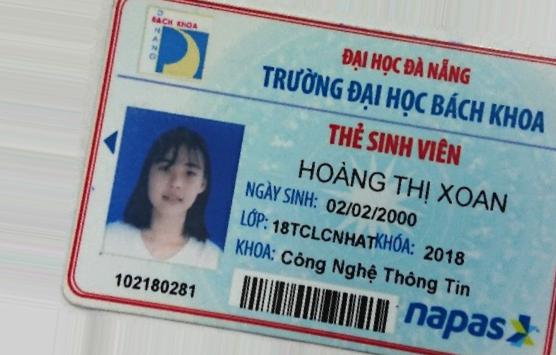 ĐÀ NẴNG
BÁCH KHOA
ĐẠI HỌC ĐÀ NẴNG
TRƯỜNG ĐẠI HỌC BÁCH KHOA
THẺ SINH VIÊN
HOÀNG THỊ XOAN
NGÀY SINH: 02/02/2000
LỚP: 18TCLCNHAT KHÓA: 2018
KHOA: Công Nghệ Thông Tin
102180281
napas